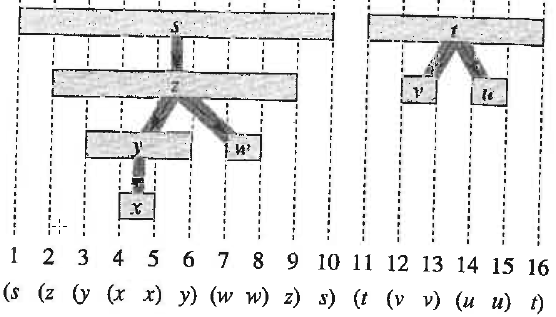 s t
z v u
y w
x
1 2 3 4 5 6 7 8 9 10 11 12 13 14 15 16
(s (z (y (x x) y) (w w) z) s) (t (v v) (u u) t)